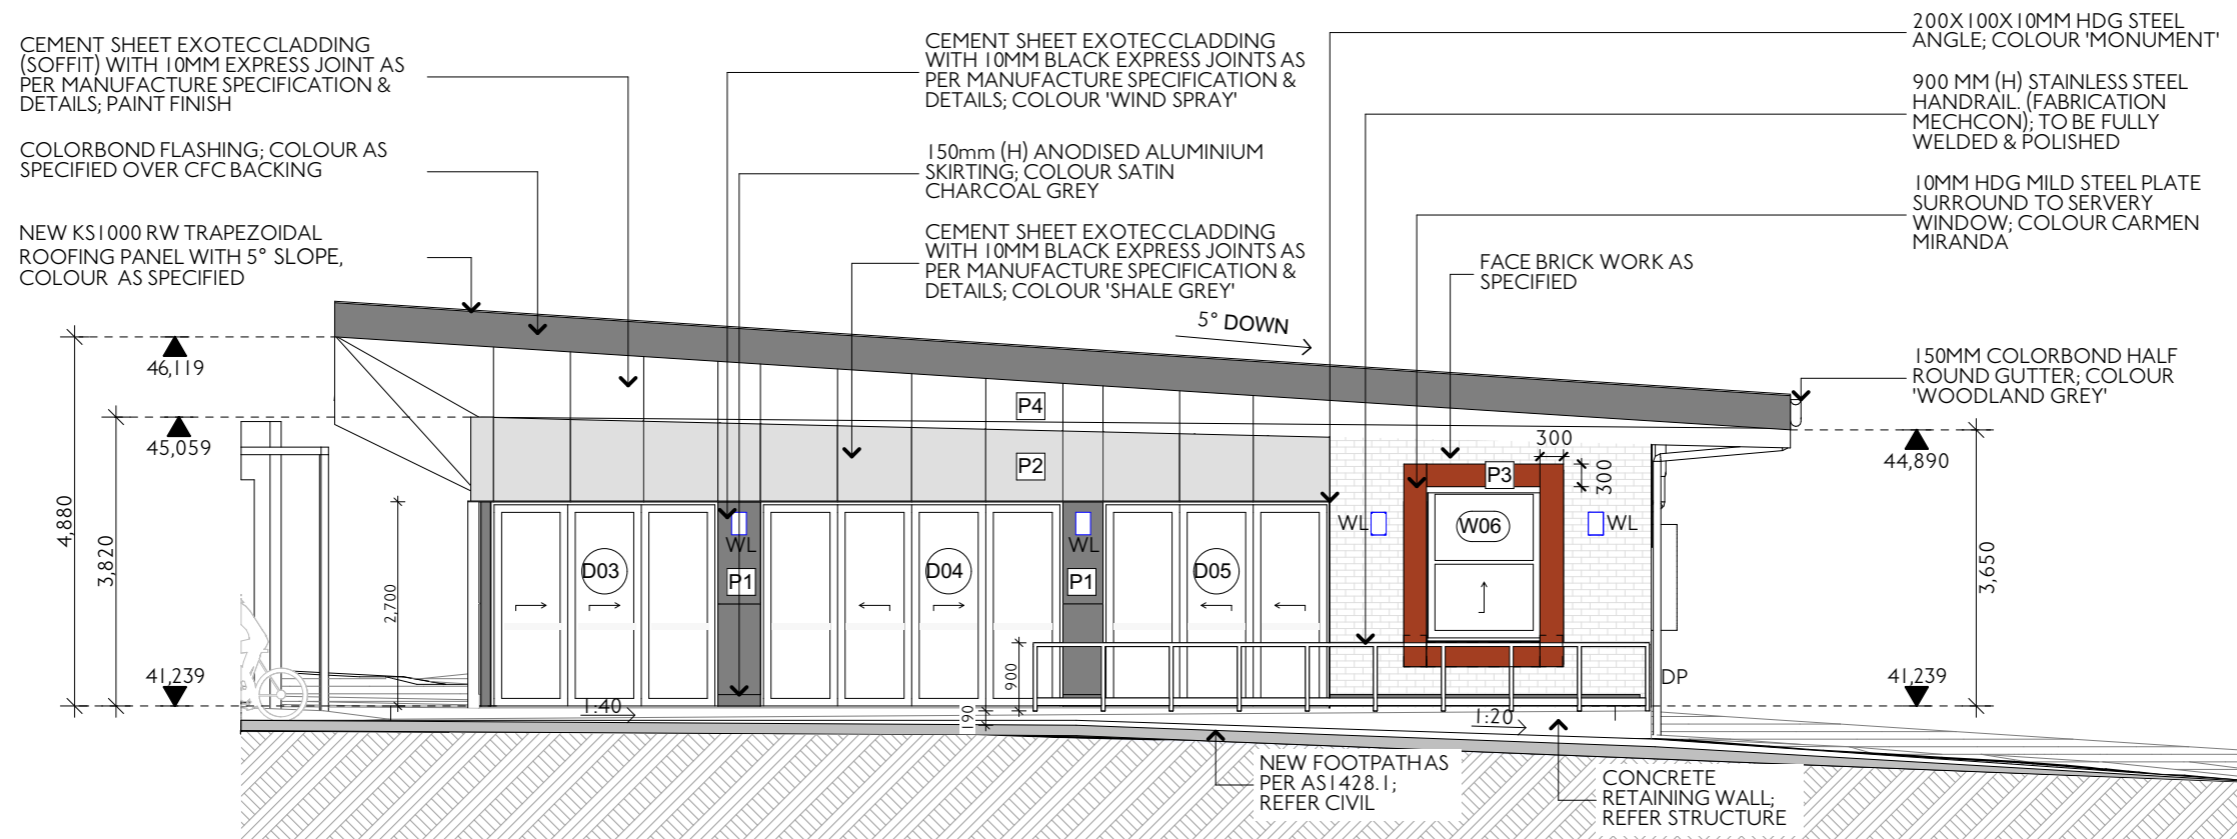 CEMENT SHEET EXOTEC CLADDING
(SOFFIT) WITH 10MM EXPRESS JOINT AS
PER MANUFACTURE SPECIFICATION &
DETAILS; PAINT FINISH
COLORBOND FLASHING; COLOUR AS
SPECIFIED OVER CFC BACKING
NEW KS1000 RW TRAPEZOIDAL
ROOFING PANEL WITH 5° SLOPE,
COLOUR AS SPECIFIED
CEMENT SHEET EXOTEC CLADDING
WITH 10MM BLACK EXPRESS JOINTS AS
PER MANUFACTURE SPECIFICATION &
DETAILS; COLOUR 'WIND SPRAY'
150mm (H) ANODISED ALUMINIUM
SKIRTING; COLOUR SATIN
CHARCOAL GREY
CEMENT SHEET EXOTEC CLADDING
WITH 10MM BLACK EXPRESS JOINTS AS
PER MANUFACTURE SPECIFICATION &
DETAILS; COLOUR 'SHALE GREY'
FACE BRICK WORK AS
SPECIFIED
200X100X10MM HDG STEEL
ANGLE; COLOUR 'MONUMENT'
900 MM (H) STAINLESS STEEL
HANDRAIL. (FABRICATION
MECHCON); TO BE FULLY
WELDED & POLISHED
10MM HDG MILD STEEL PLATE
SURROUND TO SERVERY
WINDOW; COLOUR CARMEN
MIRANDA
150MM COLORBOND HALF
ROUND GUTTER; COLOUR
'WOODLAND GREY'
5° DOWN
46,119
45,059
41,239
4,880
3,820
2,700
P4
P2
P3
300
300
44,890
3,650
41,239
WL
WL
WL
WL
W06
D03
P1
D04
P1
D05
900
190
1:40
1:20
DP
NEW FOOTPATH AS
PER AS1428.1;
REFER CIVIL
CONCRETE
RETAINING WALL;
REFER STRUCTURE